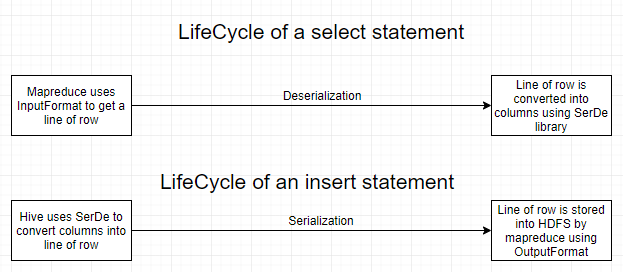 LifeCycle of a select statement
Mapreduce uses
InputFormat to get a
line of row
Deserialization
Line of row is
converted into
columns using SerDe
library
LifeCycle of an insert statement
Hive uses SerDe to
convert columns into
line of row
Serialization
Line of row is stored
into HDFS by
mapreduce using
OutputFormat